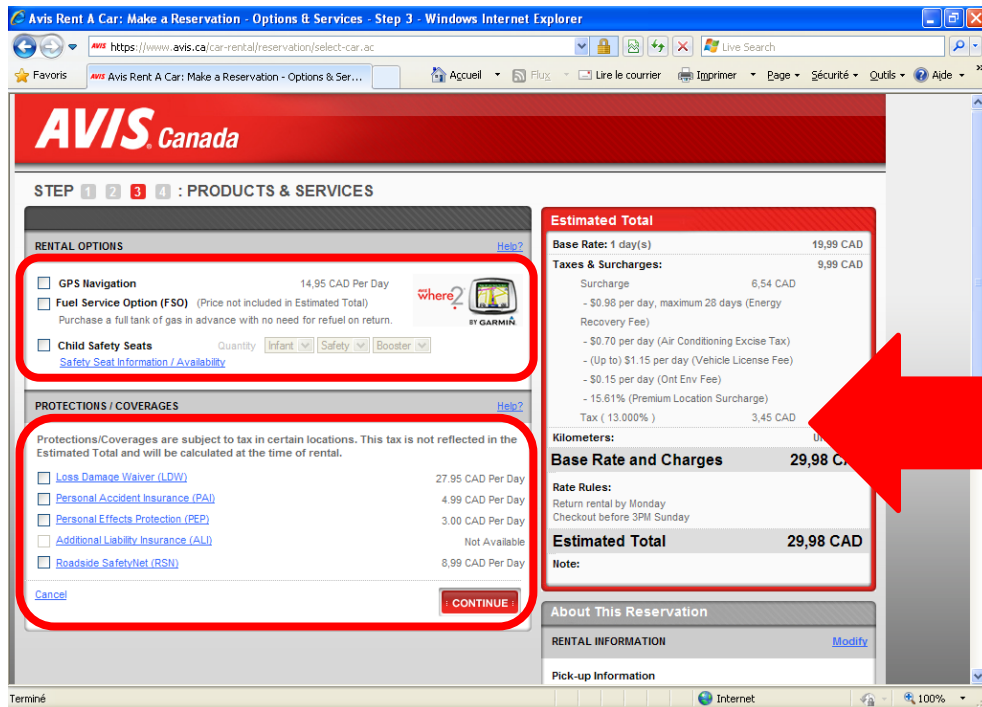 Avis Rent A Car: Make a Reservation - Options & Services - Step 3 - Windows Internet Explorer
AVIS https://www.avis.ca/car-rental/reservation/select-car.ac
Live Search
Favoris
AVIS Avis Rent A Car: Make a Reservation - Options & Ser...
Accueil
Flux
Lire le courrier
Imprimer
Page
Sécurité
Outils
Aide
»
AVIS. Canada
STEP 1 2 3 4 : PRODUCTS & SERVICES
RENTAL OPTIONS Help?
GPS Navigation 14,95 CAD Per Day
Fuel Service Option (FSO) (Price not included in Estimated Total)
Purchase a full tank of gas in advance with no need for refuel on return.
AVIS where2
BY GARMIN
Child Safety Seats Quantity Infant Safety Booster
Safety Seat Information / Availability
PROTECTIONS / COVERAGES Help?
Protections/Coverages are subject to tax in certain locations. This tax is not reflected in the
Estimated Total and will be calculated at the time of rental.
Loss Damage Waiver (LDW) 27.95 CAD Per Day
Personal Accident Insurance (PAI) 4.99 CAD Per Day
Personal Effects Protection (PEP) 3.00 CAD Per Day
Additional Liability Insurance (ALI) Not Available
Roadside SafetyNet (RSN) 8,99 CAD Per Day
Cancel
CONTINUE
Estimated Total
Base Rate: 1 day(s) 19,99 CAD
Taxes & Surcharges: 9,99 CAD
Surcharge 6,54 CAD
- $0.98 per day, maximum 28 days (Energy
Recovery Fee)
- $0.70 per day (Air Conditioning Excise Tax)
- (Up to) $1.15 per day (Vehicle License Fee)
- $0.15 per day (Ont Env Fee)
- 15.61% (Premium Location Surcharge)
Tax ( 13.000% ) 3,45 CAD
Kilometers:
Base Rate and Charges 29,98
Rate Rules:
Return rental by Monday
Checkout before 3PM Sunday
Estimated Total 29,98 CAD
Note:
About This Reservation
RENTAL INFORMATION Modify
Pick-up Information
Terminé
Internet
100%